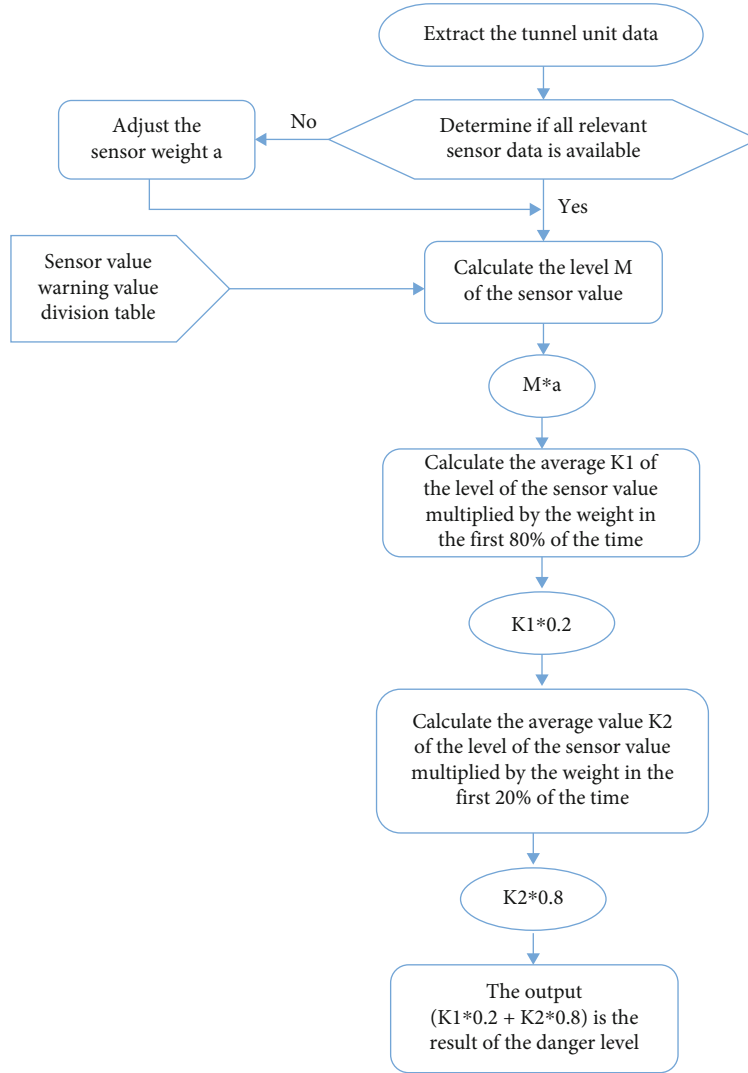 Extract the tunnel unit data
Adjust the
sensor weight a
No
Determine if all relevant
sensor data is available
Yes
Sensor value
warning value
division table
Calculate the level M
of the sensor value
M*a
Calculate the average K1 of
the level of the sensor value
multiplied by the weight in
the first 80% of the time
K1*0.2
Calculate the average value K2
of the level of the sensor value
multiplied by the weight in the
first 20% of the time
K2*0.8
The output
(K1*0.2 + K2*0.8) is the
result of the danger level